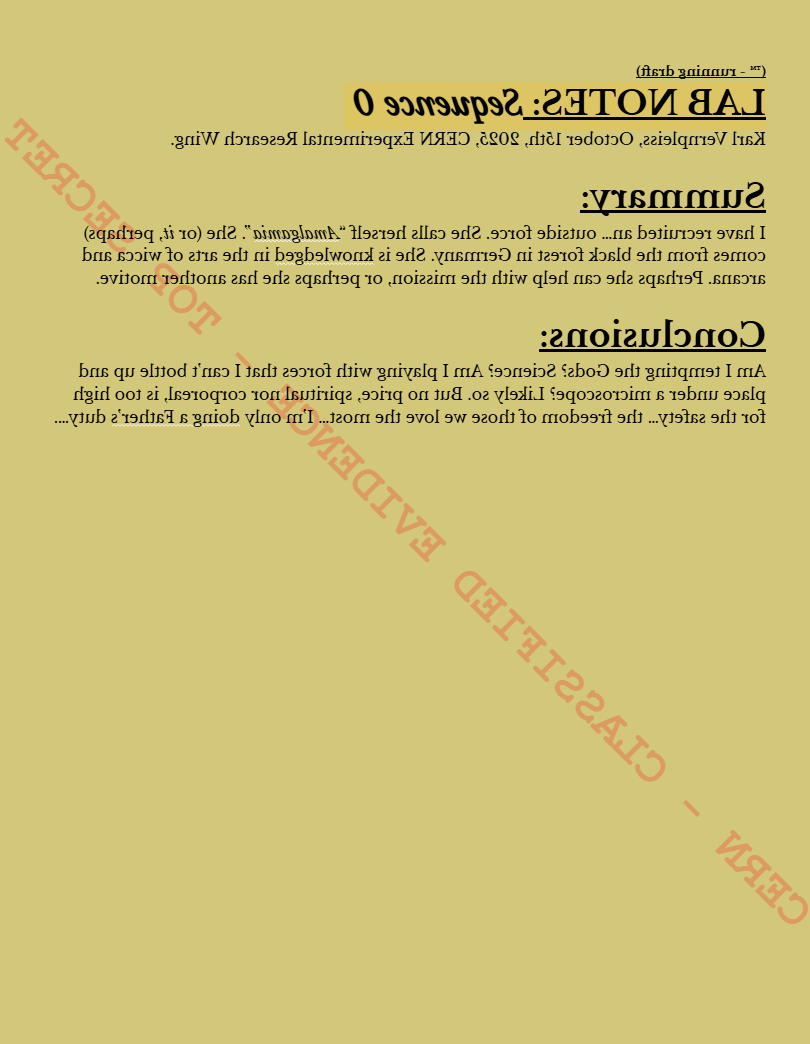 (™ - running draft)
LAB NOTES: Sequence 0
Karl Vernpleiss, October 15th, 2025, CERN Experimental Research Wing.
Summary:
I have recruited an... outside force. She calls herself “Amalgamia”. She (or it, perhaps)
comes from the black forest in Germany. She is knowledged in the arts of wicca and
arcana. Perhaps she can help with the mission, or perhaps she has another motive.
Conclusions:
Am I tempting the Gods? Science? Am I playing with forces that I can’t bottle up and
place under a microscope? Likely so. But no price, spiritual nor corporeal, is too high
for the safety... the freedom of those we love the most... I’m only doing a Father’s duty....
CERN - CLASSIFIED EVIDENCE - TOP SECRET